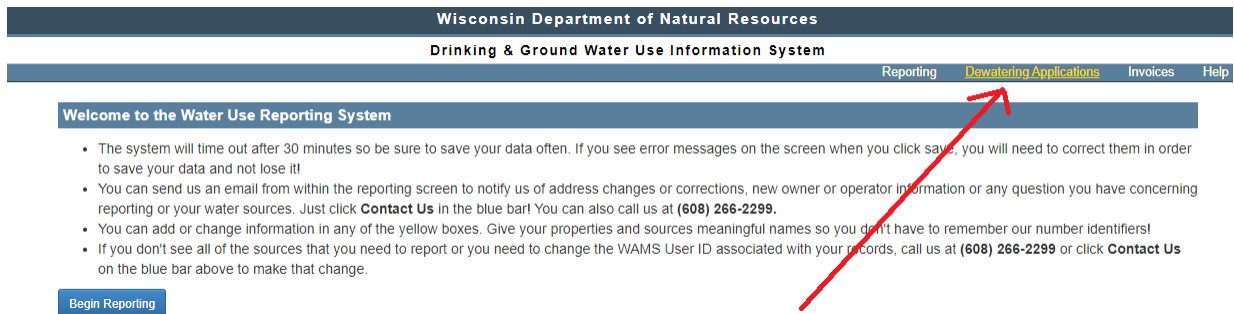 Wisconsin Department of Natural Resources
Drinking & Ground Water Use Information System
Reporting Dewatering Applications Invoices Help
Welcome to the Water Use Reporting System
• The system will time out after 30 minutes so be sure to save your data often. If you see error messages on the screen when you click save, you will need to correct them in order
to save your data and not lose it!
• You can send us an email from within the reporting screen to notify us of address changes or corrections, new owner or operator information or any question you have concerning
reporting or your water sources. Just click Contact Us in the blue bar! You can also call us at (608) 266-2299.
• You can add or change information in any of the yellow boxes. Give your properties and sources meaningful names so you don't have to remember our number identifiers!
• If you don't see all of the sources that you need to report or you need to change the WAMS User ID associated with your records, call us at (608) 266-2299 or click Contact Us
on the blue bar above to make that change.
Begin Reporting